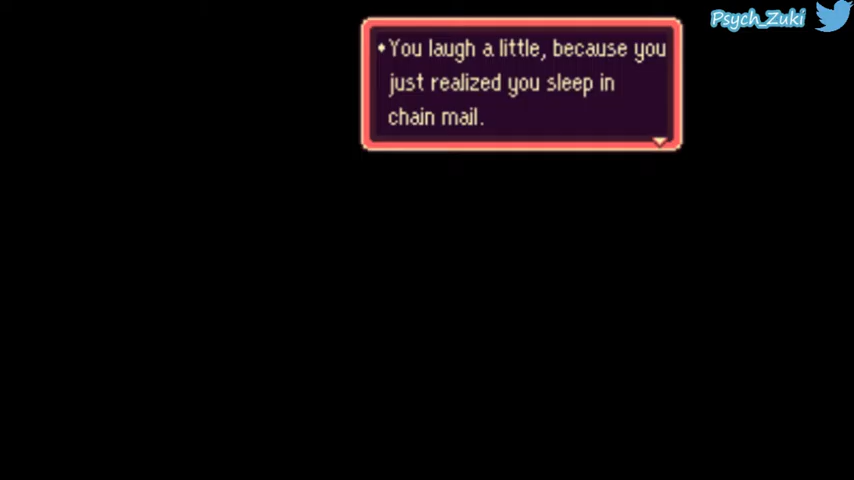 Psych_Zuki
•You laugh a little, because you
just realized you sleep in
chain mail.